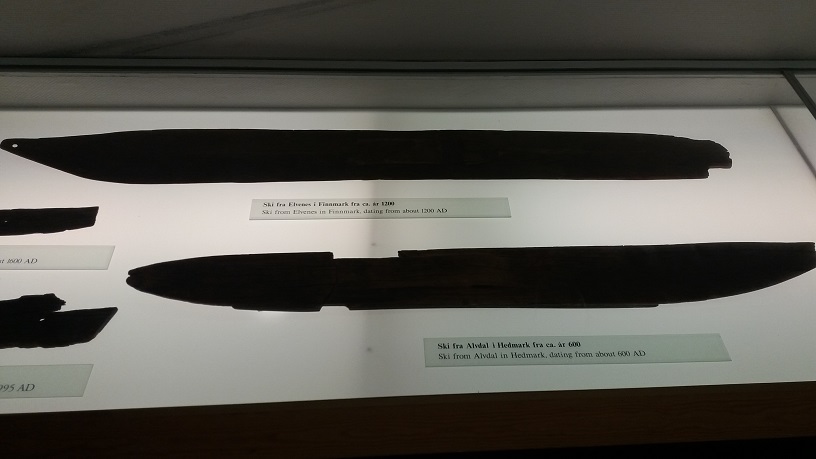 Ski fra Elvenes i Finnmark fra ca. år 1200
Ski from Elvenes in Finnmark, dating from about 1200 AD
1600 AD
Ski fra Alvdal i Hedmark fra ca. år 600
Ski from Alvdal in Hedmark, dating from about 600 AD
995 AD